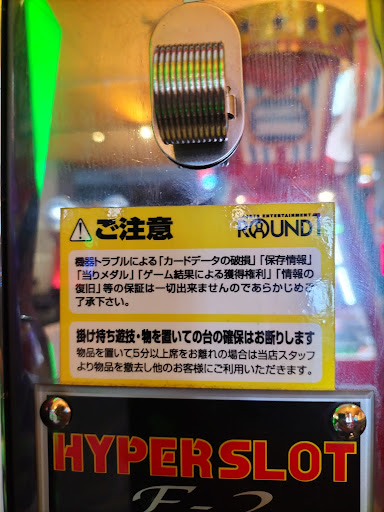 ご注意
SPORTS ENTERTAINMENT
ROUND1
機器トラブルによる「カードデータの破損」「保存情報」
「当りメダル」「ゲーム結果による獲得権利」「情報の
復旧」等の保証は一切出来ませんのであらかじめご
了承下さい。
掛け持ち遊技・物を置いての台の確保はお断りします
物品を置いて5分以上席をお離れの場合は当店スタッフ
より物品を撤去し他のお客様にご利用いただきます。
HYPERSLOT
E-2